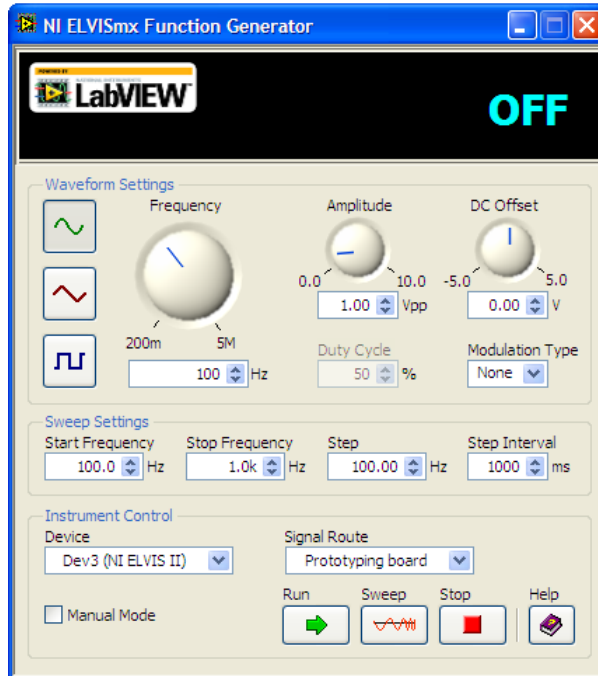 NI ELVISmx Function Generator
POWERED BY
NATIONAL INSTRUMENTS
LabVIEW
OFF
Waveform Settings
Frequency
Amplitude
DC Offset
0.0 10.0
-5.0 5.0
1.00 Vpp
0.00 V
200m 5M
100 Hz
Duty Cycle
50 %
Modulation Type
None
Sweep Settings
Start Frequency Stop Frequency Step Step Interval
100.0 Hz 1.0k Hz 100.00 Hz 1000 ms
Instrument Control
Device
Signal Route
Dev3 (NI ELVIS II)
Prototyping board
Run Sweep Stop Help
Manual Mode